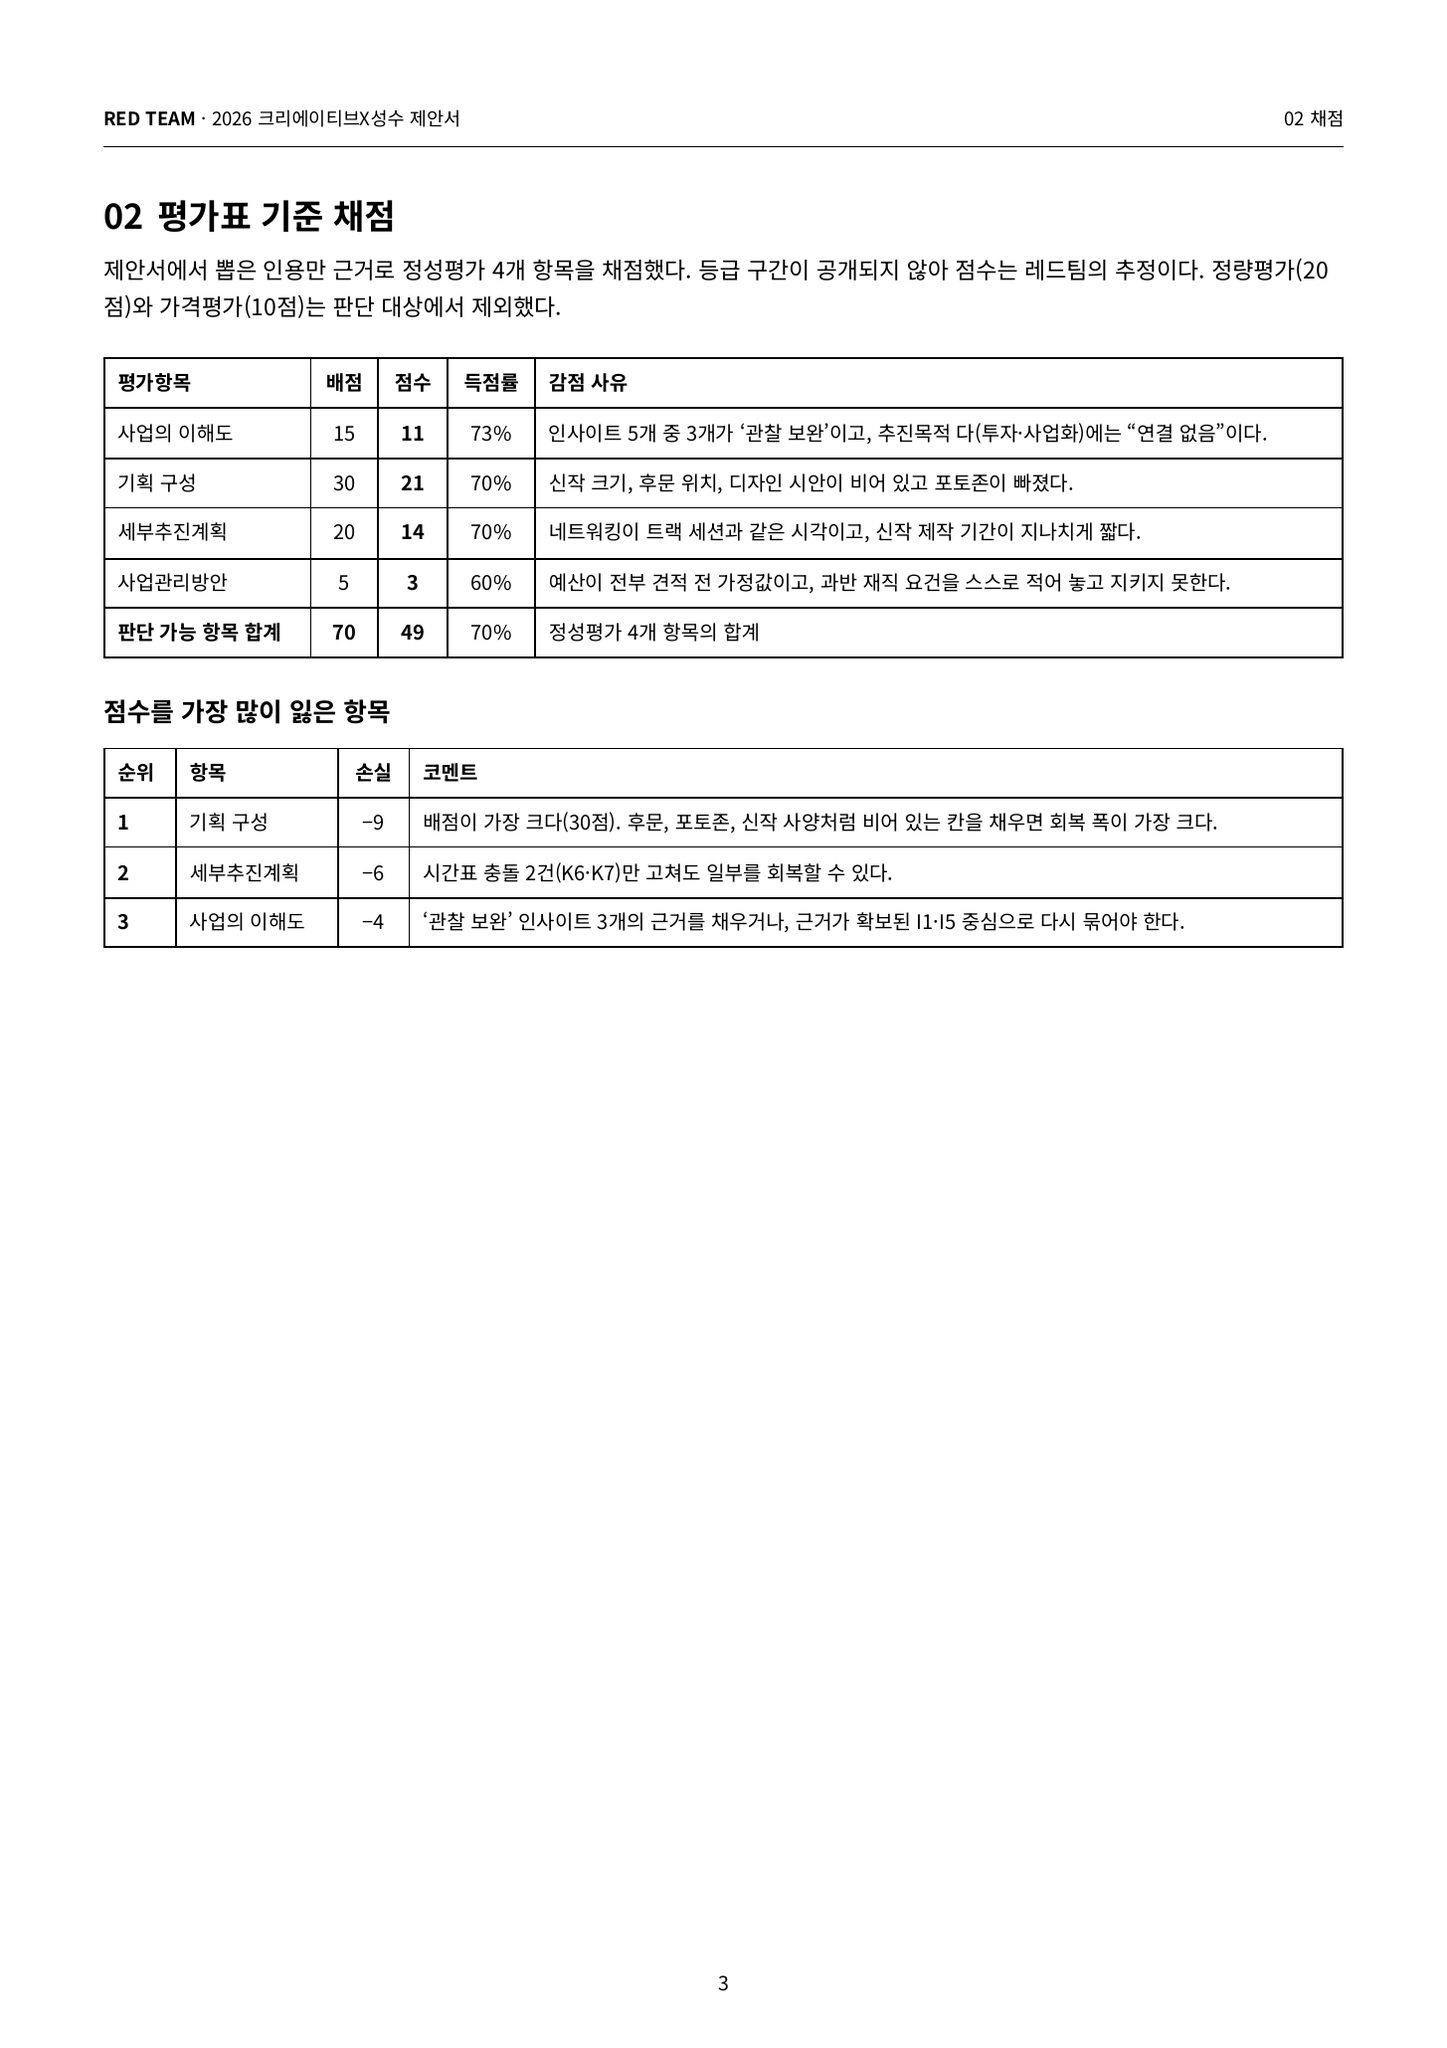 RED TEAM · 2026 크리에이티브X성수 제안서 02 채점
02 평가표 기준 채점
제안서에서 뽑은 인용만 근거로 정성평가 4개 항목을 채점했다. 등급 구간이 공개되지 않아 점수는 레드팀의 추정이다. 정량평가(20
점)와 가격평가(10점)는 판단 대상에서 제외했다.
평가항목 배점 점수 득점률 감점 사유
사업의 이해도 15 11 73% 인사이트 5개 중 3개가 ‘관찰 보완’이고, 추진목적 다(투자·사업화)에는 “연결 없음”이다.
기획 구성 30 21 70% 신작 크기, 후문 위치, 디자인 시안이 비어 있고 포토존이 빠졌다.
세부추진계획 20 14 70% 네트워킹이 트랙 세션과 같은 시각이고, 신작 제작 기간이 지나치게 짧다.
사업관리방안 5 3 60% 예산이 전부 견적 전 가정값이고, 과반 재직 요건을 스스로 적어 놓고 지키지 못한다.
판단 가능 항목 합계 70 49 70% 정성평가 4개 항목의 합계
점수를 가장 많이 잃은 항목
순위 항목 손실 코멘트
1 기획 구성 −9 배점이 가장 크다(30점). 후문, 포토존, 신작 사양처럼 비어 있는 칸을 채우면 회복 폭이 가장 크다.
2 세부추진계획 −6 시간표 충돌 2건(K6·K7)만 고쳐도 일부를 회복할 수 있다.
3 사업의 이해도 −4 ‘관찰 보완’ 인사이트 3개의 근거를 채우거나, 근거가 확보된 I1·I5 중심으로 다시 묶어야 한다.
3